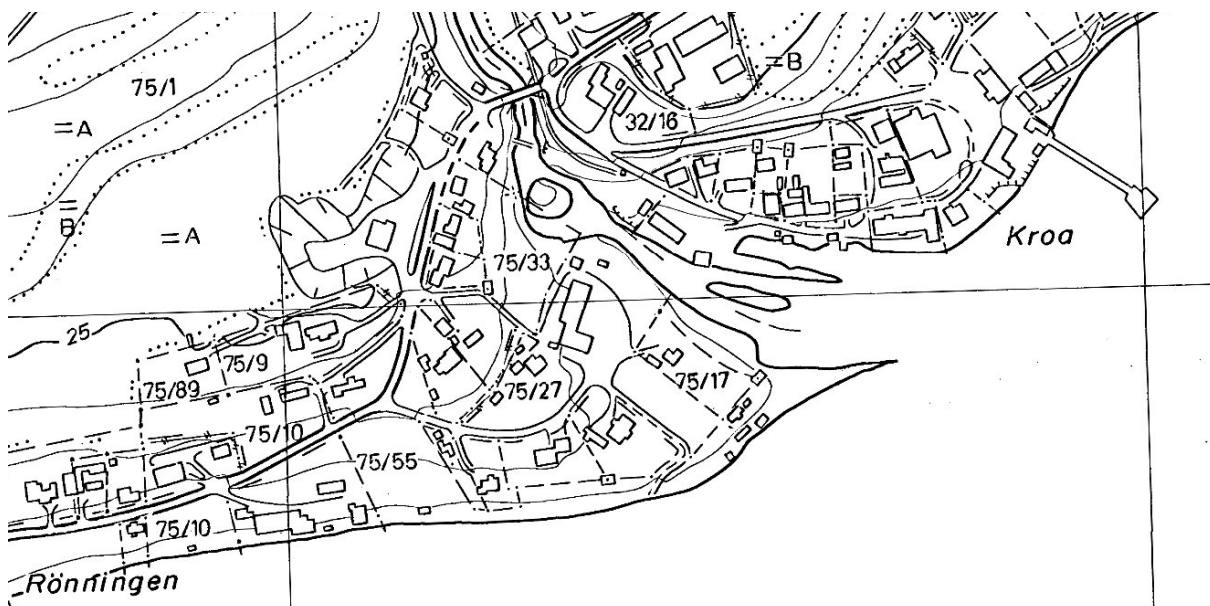 75/1
=B
=A
32/16
=B
=A
Kroa
75/33
25
75/9
75/89
75/27
75/17
75/10
75/55
75/10
Rönningen